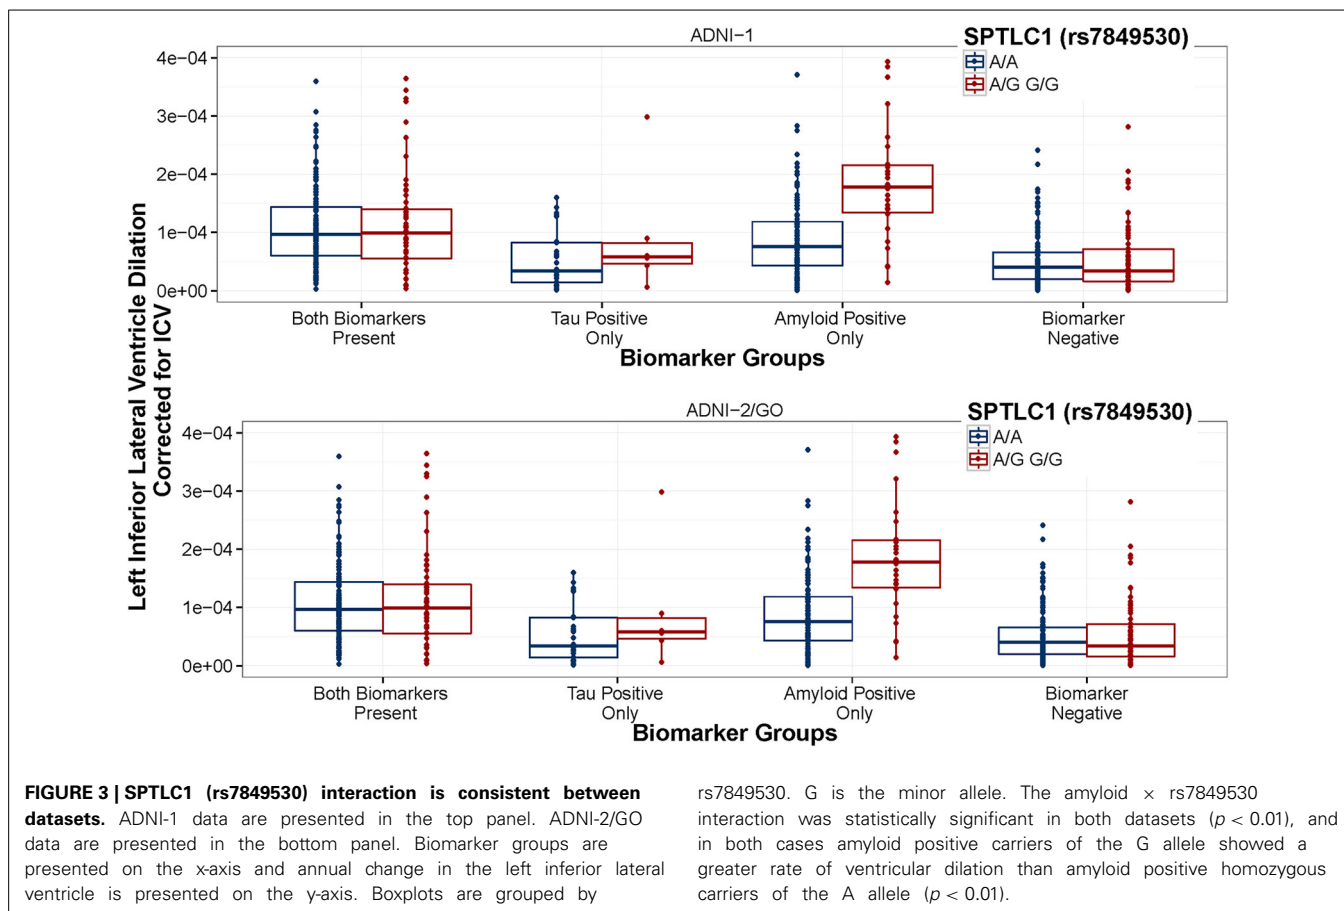 ADNI−1
SPTLC1 (rs7849530)
A/A
A/G G/G
4e−04
3e−04
2e−04
1e−04
0e+00
Both Biomarkers
Present
Tau Positive
Only
Amyloid Positive
Only
Biomarker
Negative
Biomarker Groups
Left Inferior Lateral Ventricle Dilation
Corrected for ICV
ADNI−2/GO
SPTLC1 (rs7849530)
A/A
A/G G/G
4e−04
3e−04
2e−04
1e−04
0e+00
Both Biomarkers
Present
Tau Positive
Only
Amyloid Positive
Only
Biomarker
Negative
Biomarker Groups
FIGURE 3 | SPTLC1 (rs7849530) interaction is consistent between
datasets. ADNI-1 data are presented in the top panel. ADNI-2/GO
data are presented in the bottom panel. Biomarker groups are
presented on the x-axis and annual change in the left inferior lateral
ventricle is presented on the y-axis. Boxplots are grouped by
rs7849530. G is the minor allele. The amyloid × rs7849530
interaction was statistically significant in both datasets (p < 0.01), and
in both cases amyloid positive carriers of the G allele showed a
greater rate of ventricular dilation than amyloid positive homozygous
carriers of the A allele (p < 0.01).